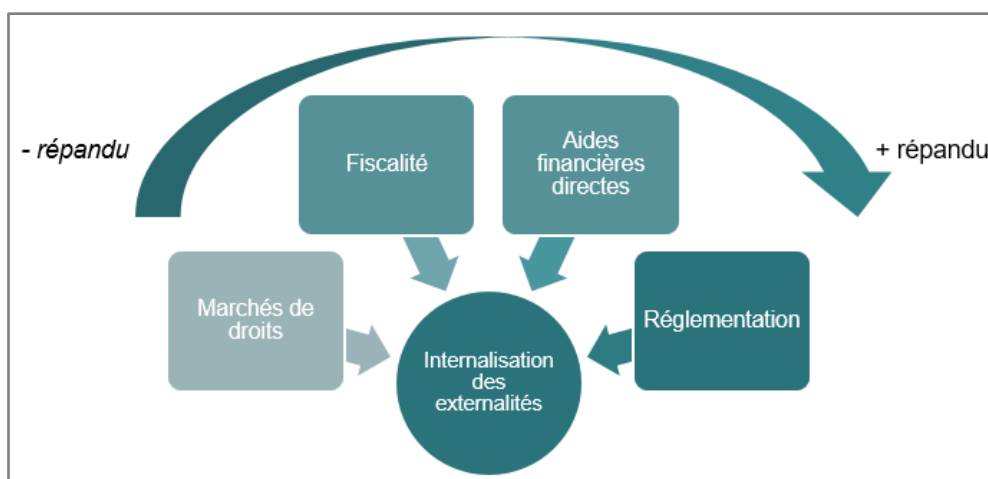 - répandu
Fiscalité
Aides
financières
directes
+ répandu
Marchés de
droits
Internalisation
des
externalités
Réglementation